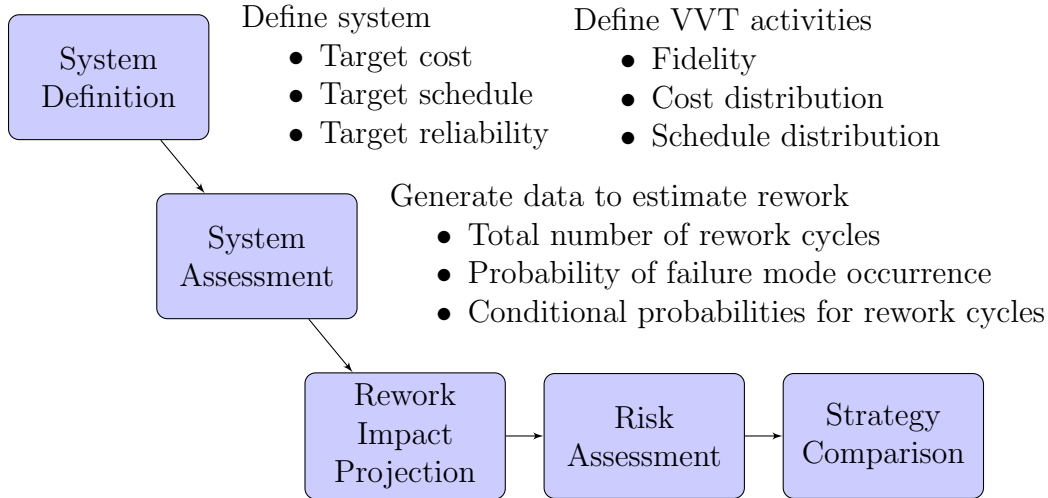 System
Definition
Define system
• Target cost
• Target schedule
• Target reliability
Define VVT activities
• Fidelity
• Cost distribution
• Schedule distribution
System
Assessment
Generate data to estimate rework
• Total number of rework cycles
• Probability of failure mode occurrence
• Conditional probabilities for rework cycles
Rework
Impact
Projection
Risk
Assessment
Strategy
Comparison